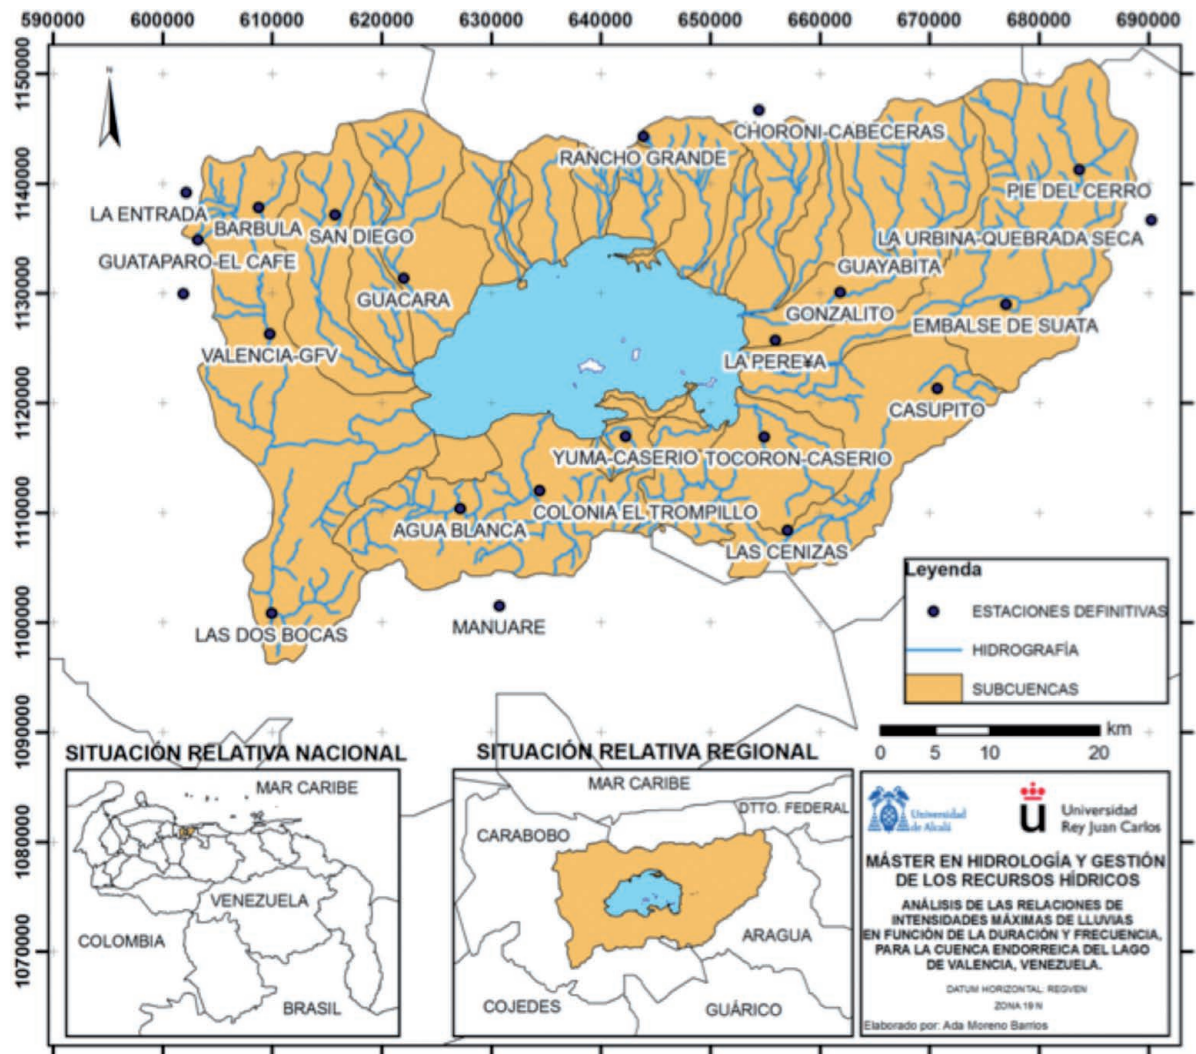 590000 600000 610000 620000 630000 640000 650000 660000 670000 680000 690000
1150000
1140000
1130000
1120000
1110000
1100000
1090000
1080000
1070000
N
CHORONI-CABECERAS
RANCHO GRANDE
PIE DEL CERRO
LA ENTRADA
BARBULA
SAN DIEGO
LA URBINA-QUEBRADA SECA
GUATAPARO-EL CAFE
GUAYABITA
GUACARA
GONZALITO
EMBALSE DE SUATA
VALENCIA-GFV
LA PERE¥A
CASUPITO
YUMA-CASERIO
TOCORON-CASERIO
COLONIA EL TROMPILLO
AGUA BLANCA
LAS CENIZAS
MANUARE
LAS DOS BOCAS
Leyenda
ESTACIONES DEFINITIVAS
HIDROGRAFÍA
SUBCUENCAS
km
0 5 10 20
SITUACIÓN RELATIVA NACIONAL
MAR CARIBE
VENEZUELA
COLOMBIA
BRASIL
SITUACIÓN RELATIVA REGIONAL
MAR CARIBE
DTTO. FEDERAL
CARABOBO
ARAGUA
COJEDES
GUÁRICO
Universidad
de Alcalá
Universidad
Rey Juan Carlos
MÁSTER EN HIDROLOGÍA Y GESTIÓN
DE LOS RECURSOS HÍDRICOS
ANÁLISIS DE LAS RELACIONES DE
INTENSIDADES MÁXIMAS DE LLUVIAS
EN FUNCIÓN DE LA DURACIÓN Y FRECUENCIA,
PARA LA CUENCA ENDORREICA DEL LAGO
DE VALENCIA, VENEZUELA.
DATUM HORIZONTAL: REGVEN
ZONA 19 N
Elaborado por: Ada Moreno Barrios